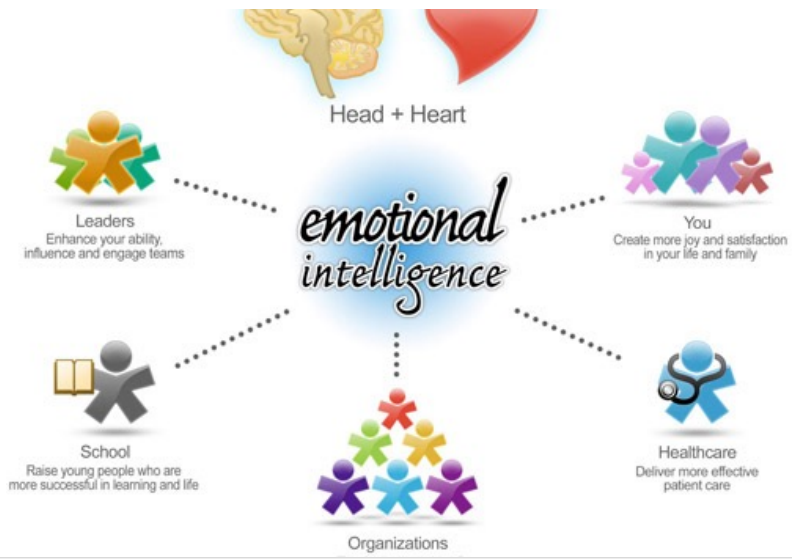 Head + Heart
emotional
intelligence
Leaders
Enhance your ability,
influence and engage teams
You
Create more joy and satisfaction
in your life and family
School
Raise young people who are
more successful in learning and life
Healthcare
Deliver more effective
patient care
Organizations